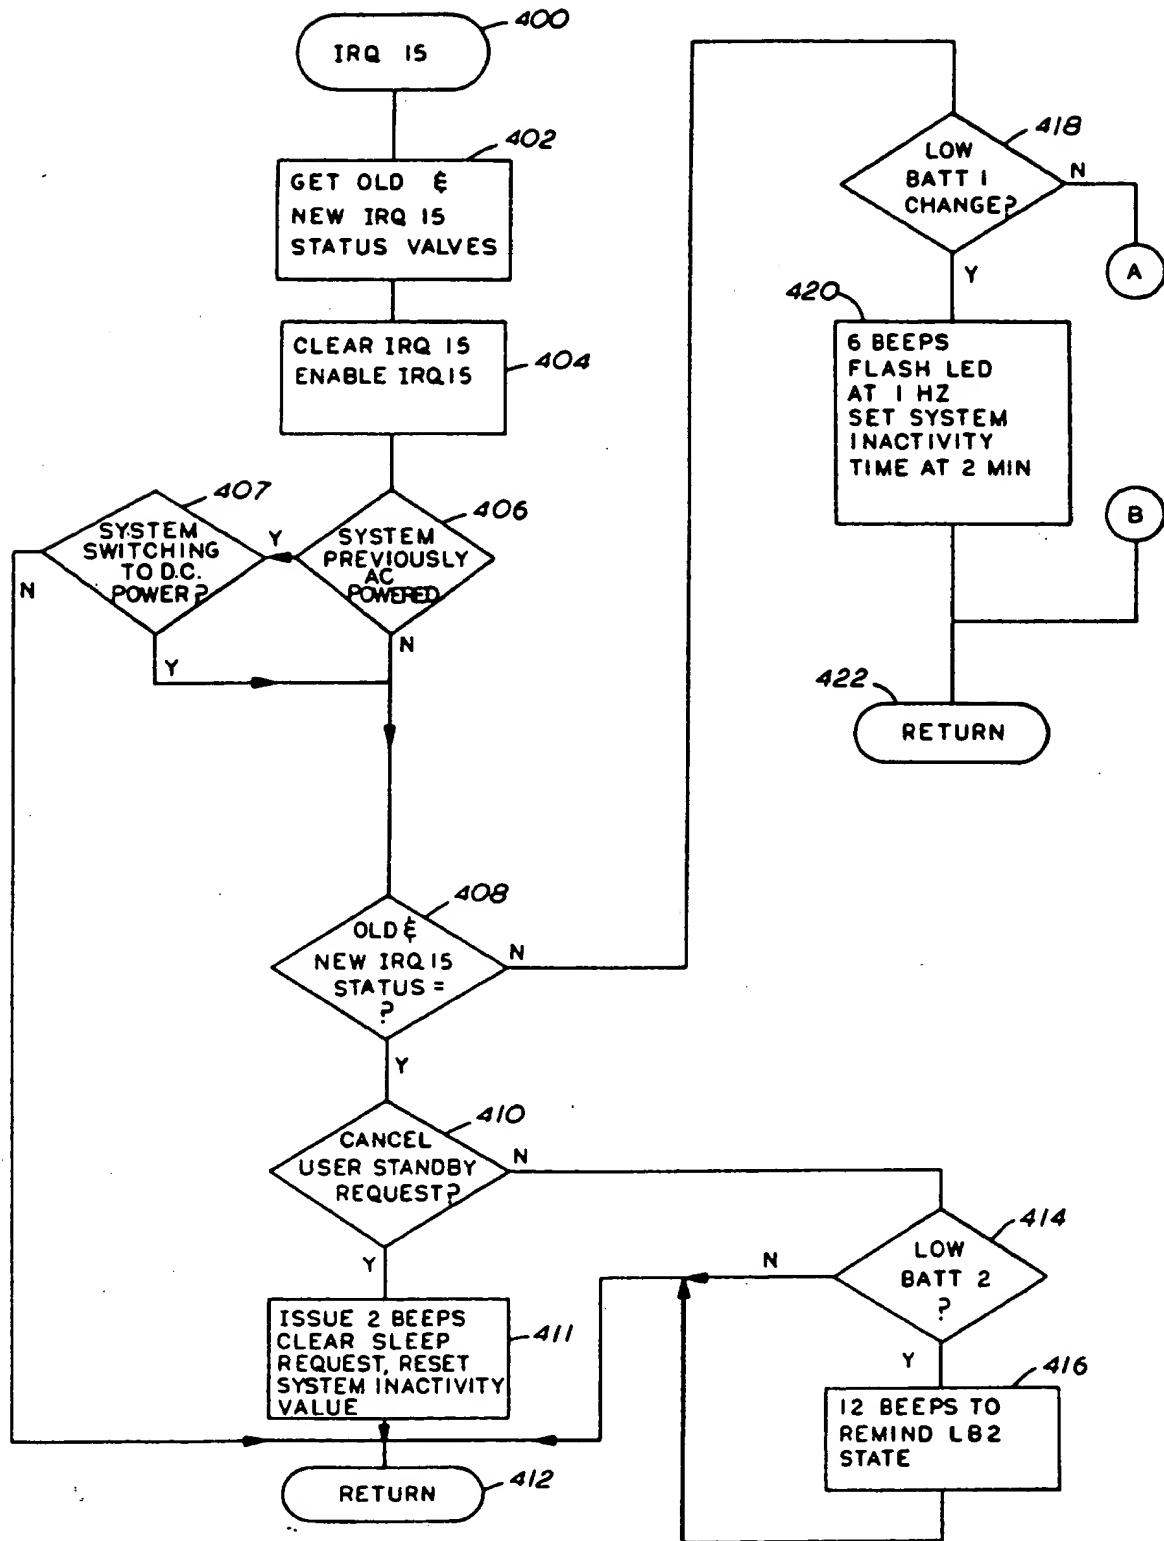 400
IRQ 15
402
GET OLD &
NEW IRQ 15
STATUS VALVES
CLEAR IRQ 15
ENABLE IRQ15
404
407
SYSTEM
SWITCHING
TO D.C.
POWER?
N
Y
Y
406
SYSTEM
PREVIOUSLY
AC
POWERED
N
408
OLD &
NEW IRQ 15
STATUS =
?
N
Y
410
CANCEL
USER STANDBY
REQUEST?
N
Y
ISSUE 2 BEEPS
CLEAR SLEEP
REQUEST, RESET
SYSTEM INACTIVITY
VALUE
411
RETURN
412
414
LOW
BATT 2
?
N
Y
416
12 BEEPS TO
REMIND LB2
STATE
418
LOW
BATT 1
CHANGE?
N
A
Y
420
6 BEEPS
FLASH LED
AT 1 HZ
SET SYSTEM
INACTIVITY
TIME AT 2 MIN
B
422
RETURN